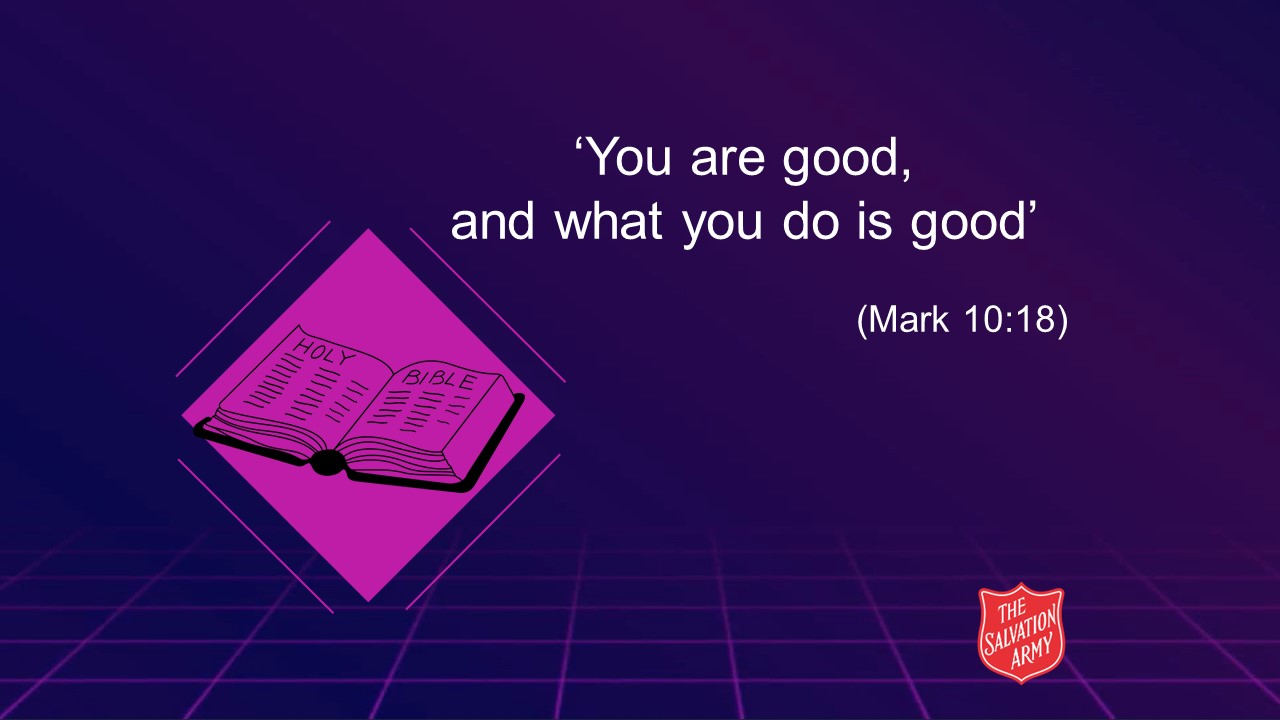 ‘You are good,
and what you do is good’
(Mark 10:18)
HOLY
BIBLE
THE
SALVATION
ARMY